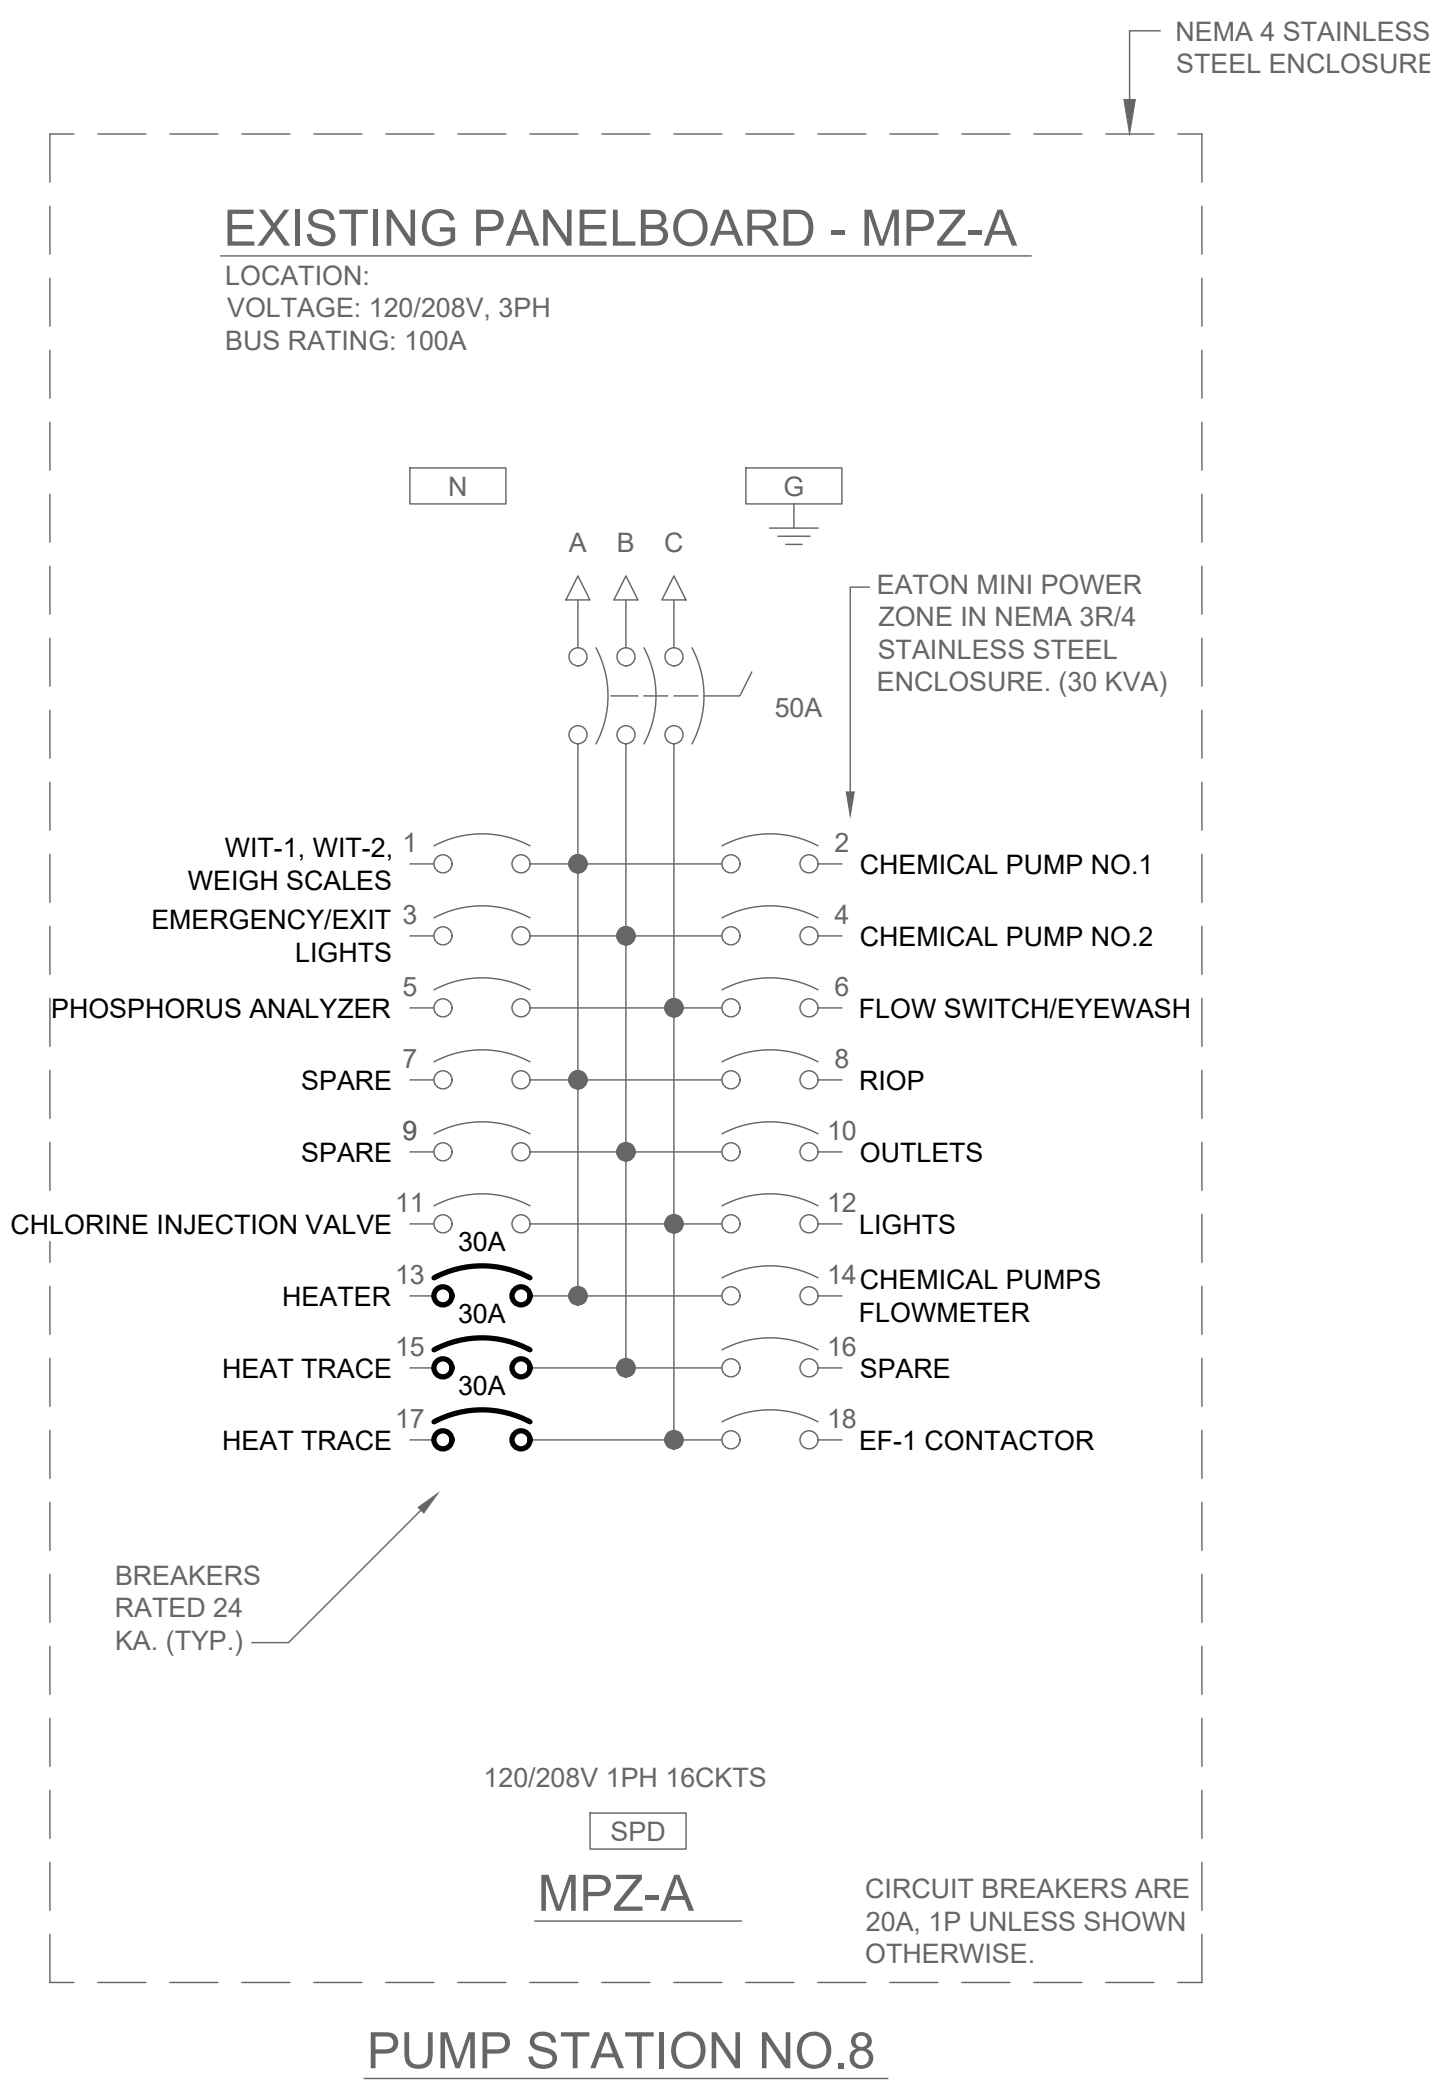 NEMA 4 STAINLESS
STEEL ENCLOSURE
EXISTING PANELBOARD - MPZ-A
LOCATION:
VOLTAGE: 120/208V, 3PH
BUS RATING: 100A
N
G
A B C
EATON MINI POWER
ZONE IN NEMA 3R/4
STAINLESS STEEL
ENCLOSURE. (30 KVA)
50A
WIT-1, WIT-2,
WEIGH SCALES
1
2
CHEMICAL PUMP NO.1
EMERGENCY/EXIT
LIGHTS
3
4
CHEMICAL PUMP NO.2
PHOSPHORUS ANALYZER
5
6
FLOW SWITCH/EYEWASH
SPARE
7
8
RIOP
SPARE
9
10
OUTLETS
CHLORINE INJECTION VALVE
11
12
LIGHTS
30A
HEATER
13
14
CHEMICAL PUMPS
FLOWMETER
30A
HEAT TRACE
15
16
SPARE
30A
HEAT TRACE
17
18
EF-1 CONTACTOR
BREAKERS
RATED 24
KA. (TYP.)
120/208V 1PH 16CKTS
SPD
MPZ-A
CIRCUIT BREAKERS ARE
20A, 1P UNLESS SHOWN
OTHERWISE.
PUMP STATION NO.8